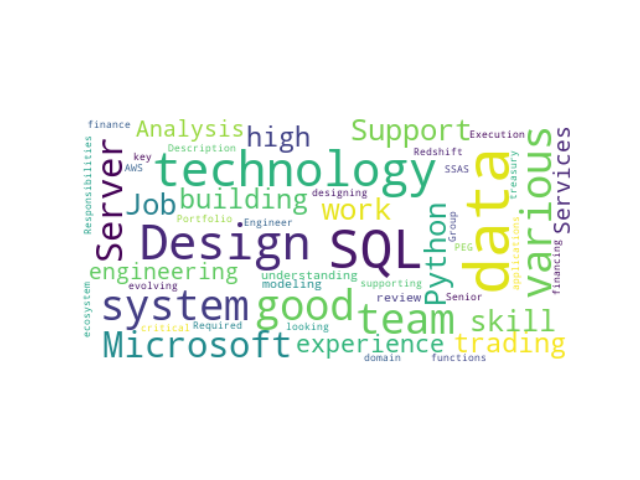 finance
Analysis
high
Support
Execution
various
Services
Responsibilities
Server
key
AWS
Description
technology
Redshift
SSAS
data
treasury
Job
building
designing
work
Portfolio
•Engineer
Design
SQL
Python
Group
PEG
applications
financing
engineering
understanding
modeling
supporting
evolving
ecosystem
system
good
review
Senior
team
skill
critical
Required
looking
Microsoft
experience
trading
domain
functions